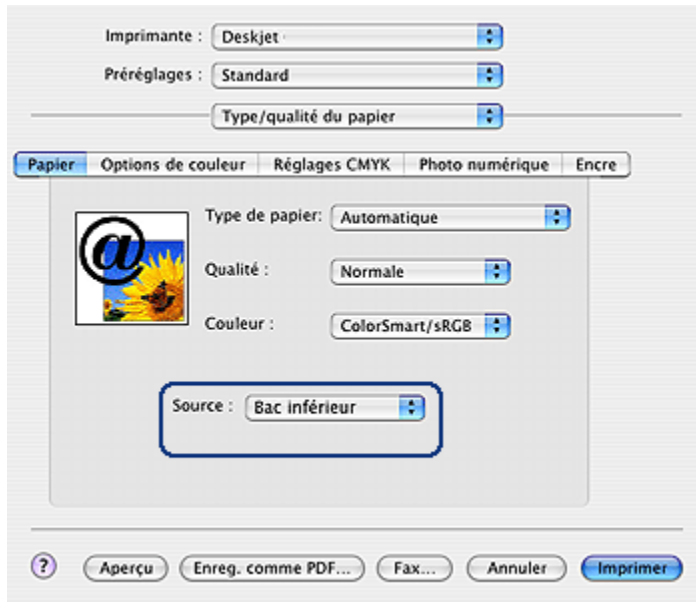 Imprimante : Deskjet
Préréglages : Standard
Type/qualité du papier
Papier Options de couleur Réglages CMYK Photo numérique Encre
@
Type de papier: Automatique
Qualité : Normale
Couleur : ColorSmart/sRGB
Source : Bac inférieur
? Aperçu Enreg. comme PDF... Fax... Annuler Imprimer